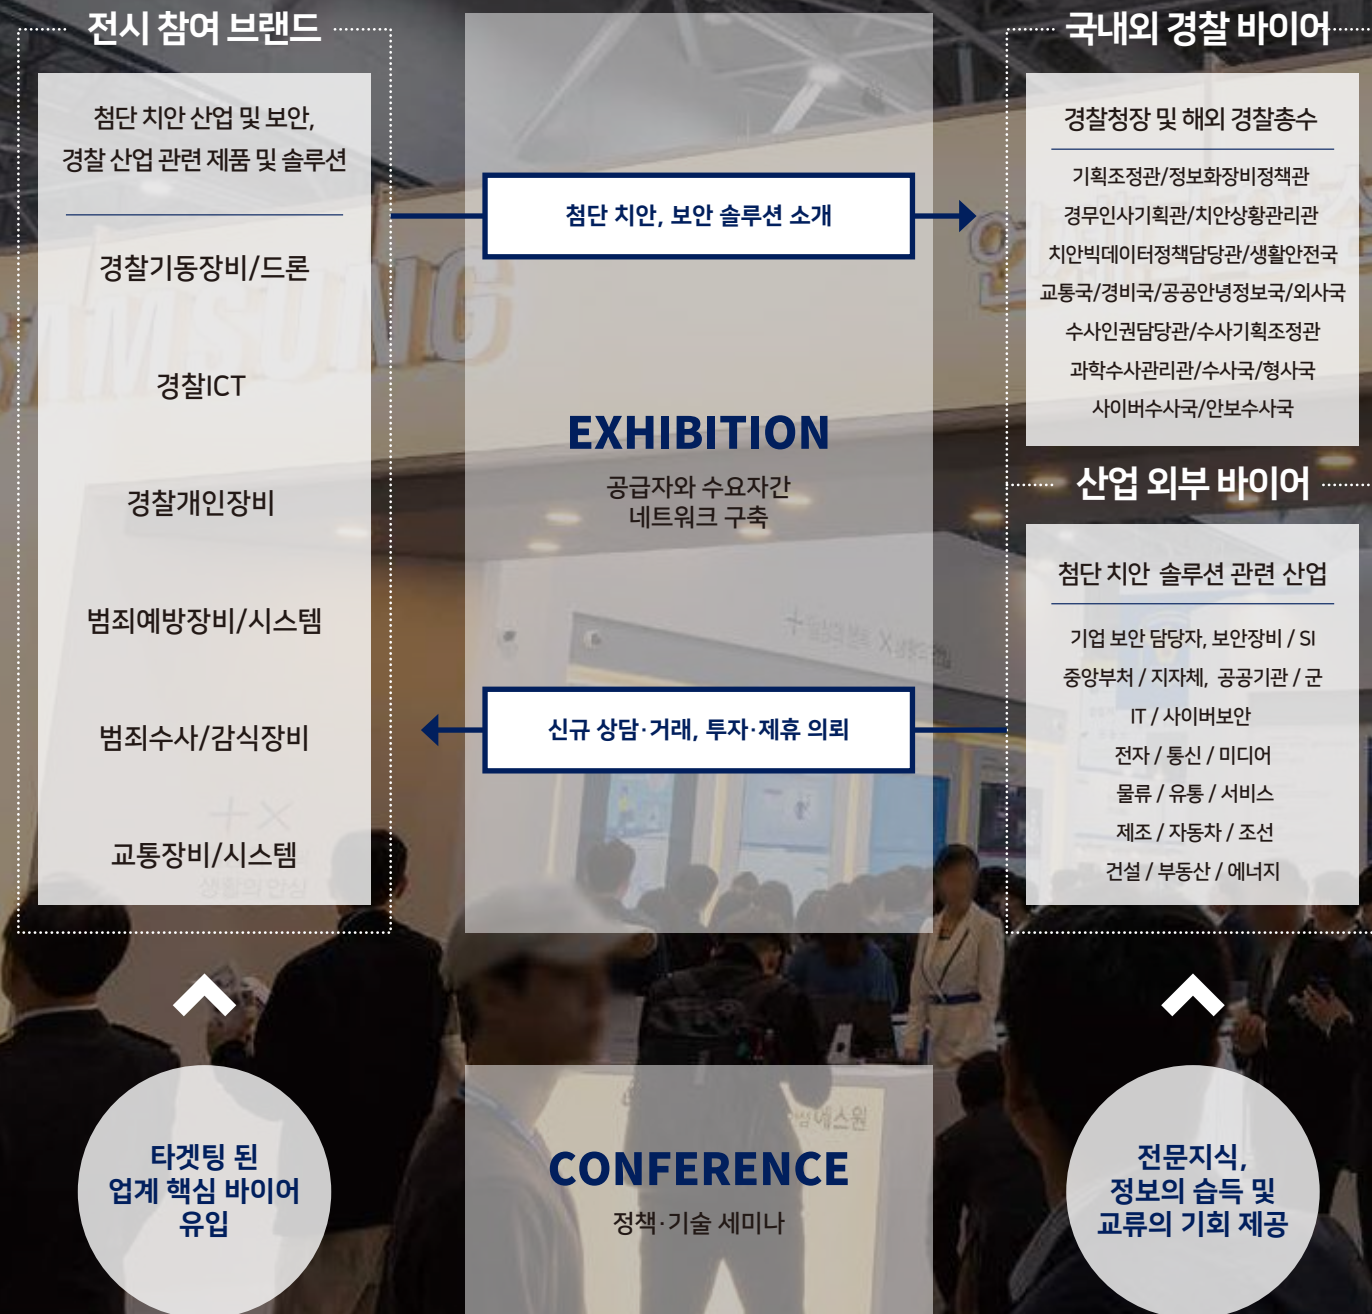 전시 참여 브랜드
첨단 치안 산업 및 보안,
경찰 산업 관련 제품 및 솔루션
경찰기동장비/드론
경찰ICT
경찰개인장비
범죄예방장비/시스템
범죄수사/감식장비
교통장비/시스템
첨단 치안, 보안 솔루션 소개
EXHIBITION
공급자와 수요자간
네트워크 구축
신규 상담·거래, 투자·제휴 의뢰
국내외 경찰 바이어
경찰청장 및 해외 경찰총수
기획조정관/정보화장비정책관
경무인사기획관/치안상황관리관
치안빅데이터정책담당관/생활안전국
교통국/경비국/공공안녕정보국/외사국
수사인권담당관/수사기획조정관
과학수사관리관/수사국/형사국
사이버수사국/안보수사국
산업 외부 바이어
첨단 치안 솔루션 관련 산업
기업 보안 담당자, 보안장비 / SI
중앙부처 / 지자체, 공공기관 / 군
IT / 사이버보안
전자 / 통신 / 미디어
물류 / 유통 / 서비스
제조 / 자동차 / 조선
건설 / 부동산 / 에너지
타겟팅 된
업계 핵심 바이어
유입
CONFERENCE
정책·기술 세미나
전문지식,
정보의 습득 및
교류의 기회 제공
SAMSUNG
생활의 안심
에스원